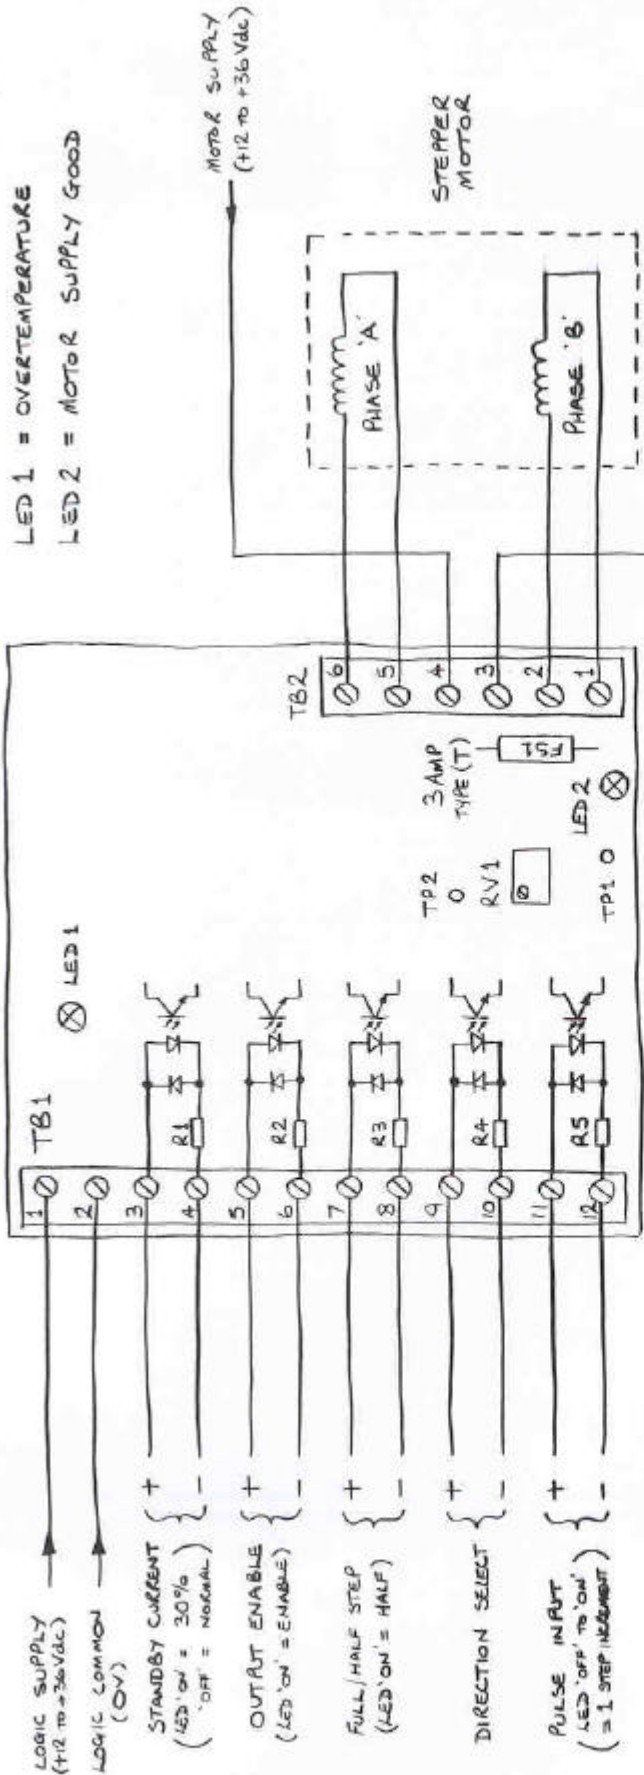 LED 1 = OVERTEMPERATURE
LED 2 = MOTOR SUPPLY GOOD
LOGIC SUPPLY
(+12 TO +36Vdc)
LOGIC COMMON
(0V)
STANDBY CURRENT
(LED 'ON' = 30%
'OFF' = NORMAL)
+
-
OUTPUT ENABLE
(LED 'ON' = ENABLE)
+
-
FULL/HALF STEP
(LED 'ON' = HALF)
+
-
DIRECTION SELECT
+
-
PULSE INPUT
(LED 'OFF' TO 'ON'
= 1 STEP INCREMENT)
+
-
TB1
1
2
3
4
5
6
7
8
9
10
11
12
R1
R2
R3
R4
R5
LED 1
TP2
RV1
TP1
3 AMP
TYPE (T)
FS1
LED 2
TB2
6
5
4
3
2
1
MOTOR SUPPLY
(+12 TO +36Vdc)
PHASE 'A'
PHASE 'B'
STEPPER
MOTOR